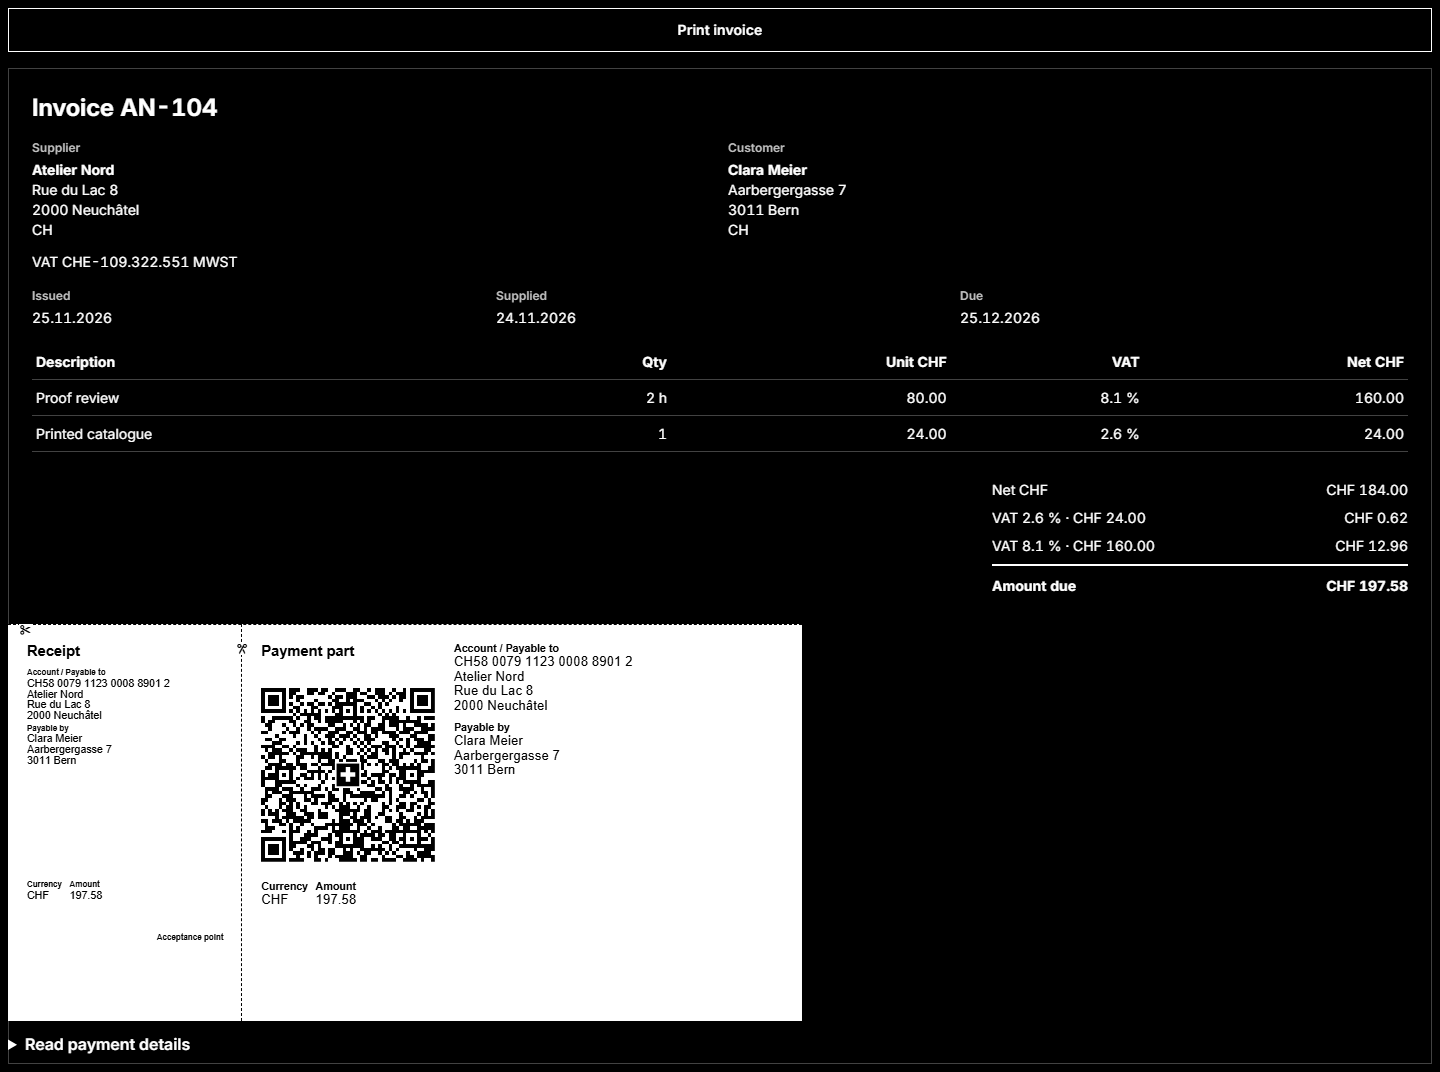 Print invoice
Invoice AN-104
Supplier
Atelier Nord
Rue du Lac 8
2000 Neuchâtel
CH
VAT CHE-109.322.551 MWST
Customer
Clara Meier
Aarbergergasse 7
3011 Bern
CH
Issued
25.11.2026
Supplied
24.11.2026
Due
25.12.2026
Description Qty Unit CHF VAT Net CHF
Proof review 2 h 80.00 8.1 % 160.00
Printed catalogue 1 24.00 2.6 % 24.00
Net CHF CHF 184.00
VAT 2.6 % · CHF 24.00 CHF 0.62
VAT 8.1 % · CHF 160.00 CHF 12.96
Amount due CHF 197.58
Receipt
Account / Payable to
CH58 0079 1123 0008 8901 2
Atelier Nord
Rue du Lac 8
2000 Neuchâtel
Payable by
Clara Meier
Aarbergergasse 7
3011 Bern
Currency Amount
CHF 197.58
Acceptance point
Payment part
Currency Amount
CHF 197.58
Account / Payable to
CH58 0079 1123 0008 8901 2
Atelier Nord
Rue du Lac 8
2000 Neuchâtel
Payable by
Clara Meier
Aarbergergasse 7
3011 Bern
Read payment details